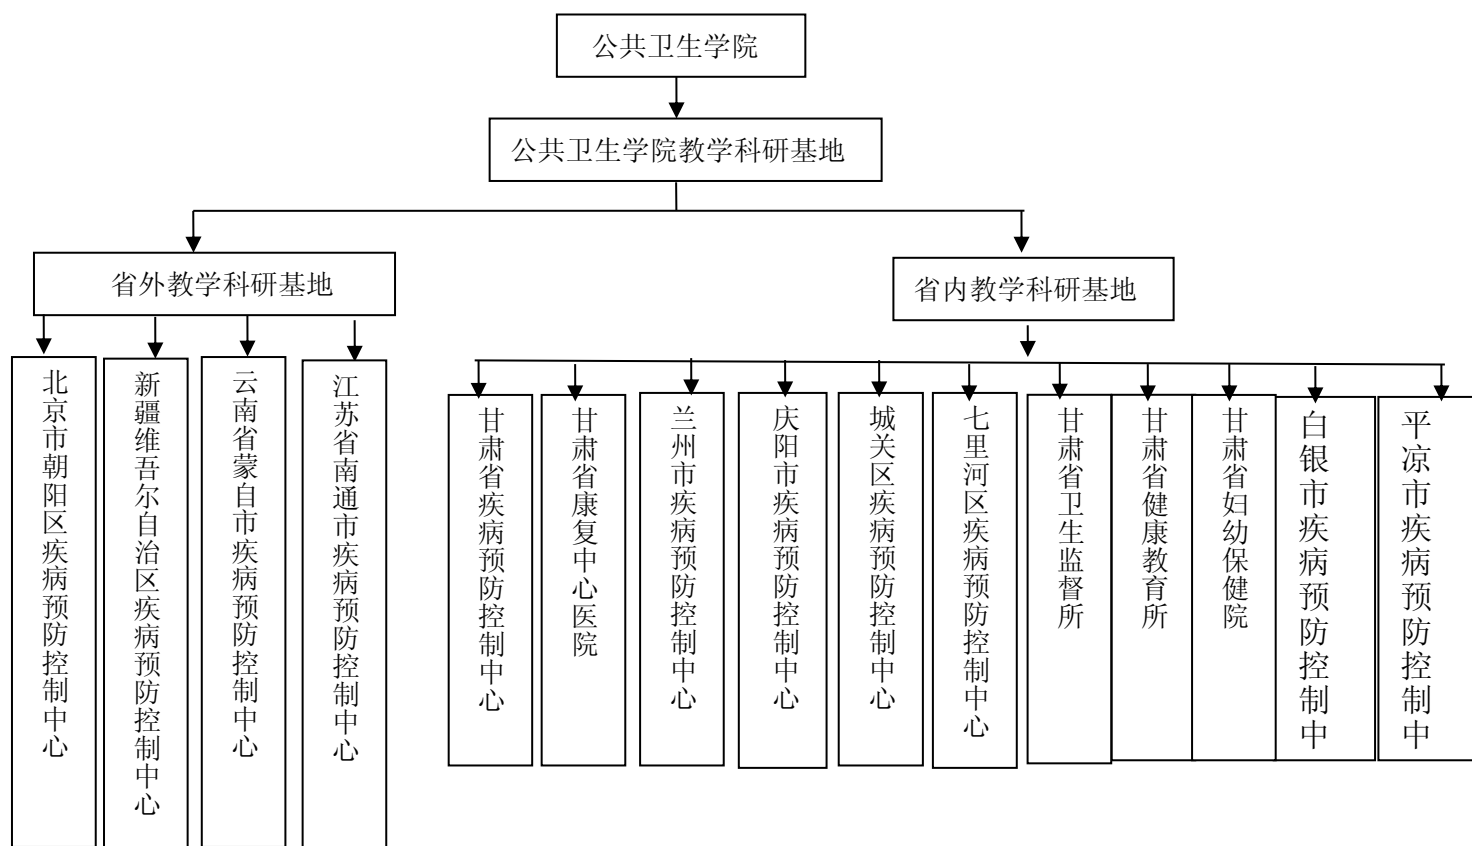 公共卫生学院
公共卫生学院教学科研基地
省外教学科研基地
省内教学科研基地
北京市朝阳区疾病预防控制中心
新疆维吾尔自治区疾病预防控制中心
云南省蒙自市疾病预防控制中心
江苏省南通市疾病预防控制中心
甘肃省疾病预防控制中心
甘肃省康复中心医院
兰州市疾病预防控制中心
庆阳市疾病预防控制中心
城关区疾病预防控制中心
七里河区疾病预防控制中心
甘肃省卫生监督所
甘肃省健康教育所
甘肃省妇幼保健院
白银市疾病预防控制中
平凉市疾病预防控制中